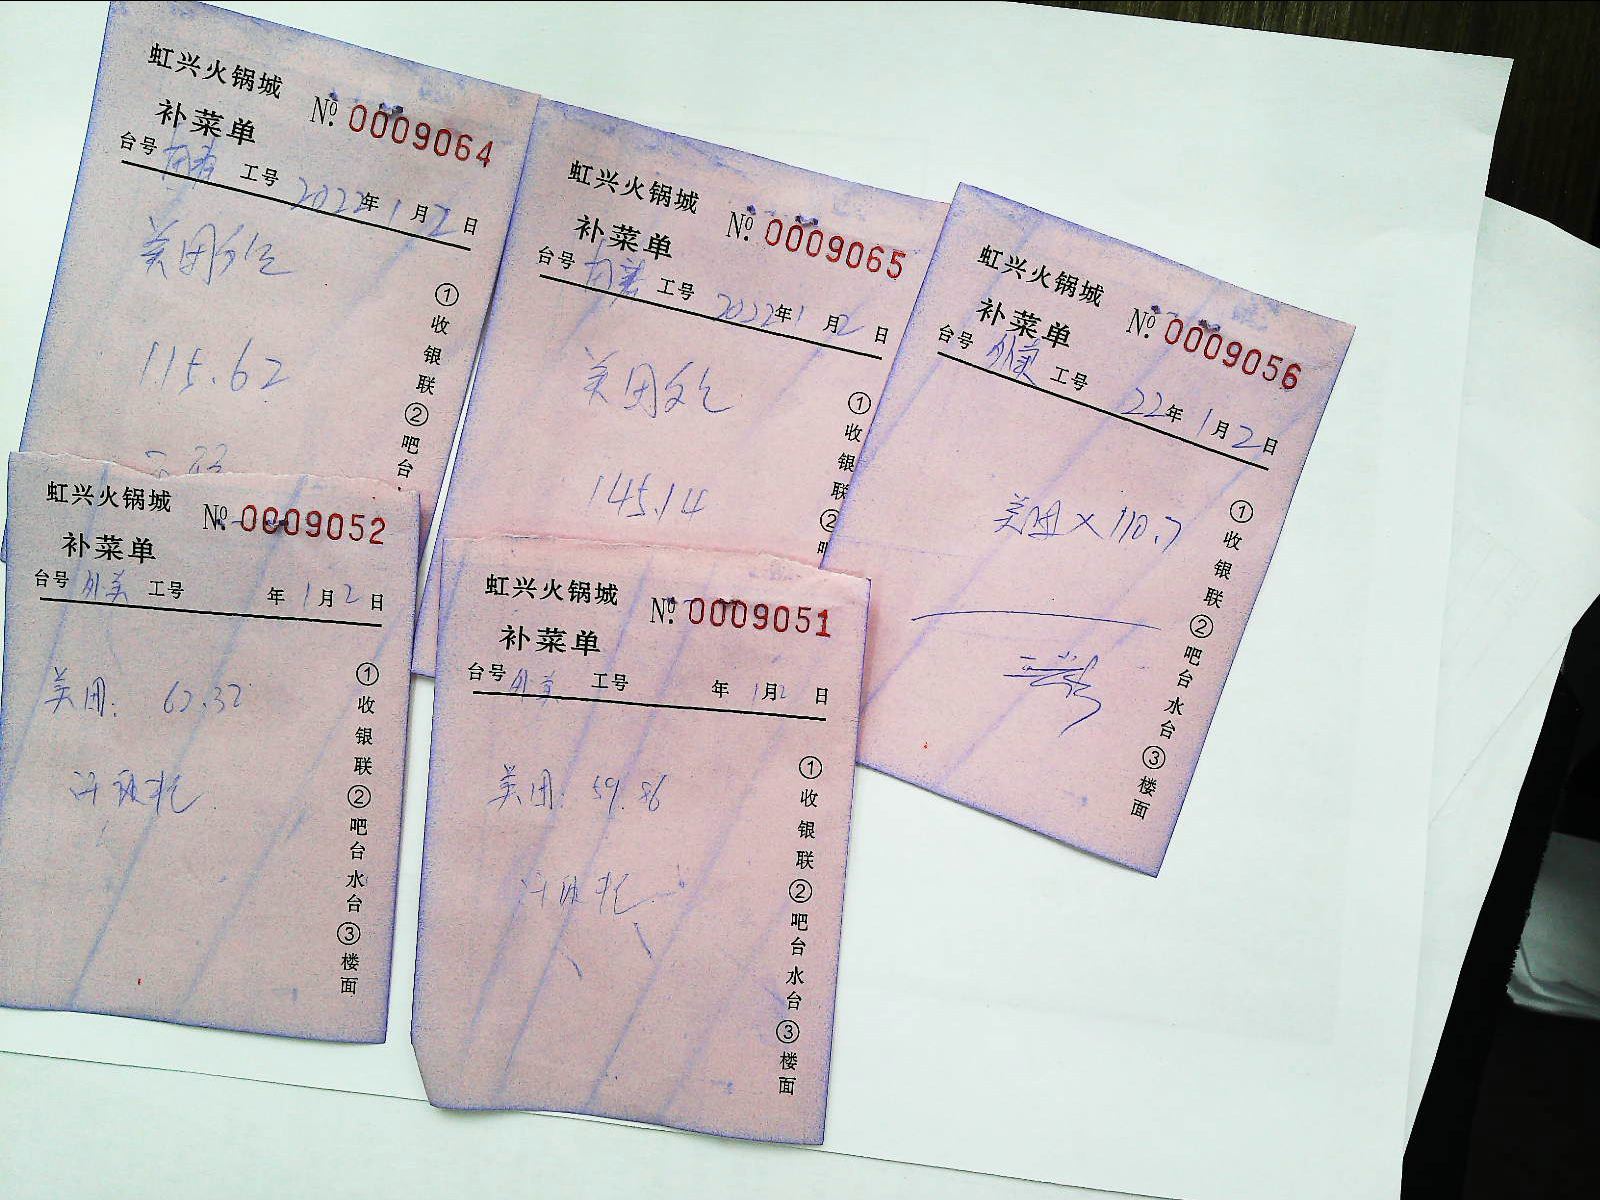 虹兴火锅城
№ 0009064
补菜单
台号 工号 2022年1月2日
美团
115.62
①收银联②吧台
虹兴火锅城
№ 0009065
补菜单
台号 外卖 工号 2022年1月2日
美团
145.14
①收银联②吧
虹兴火锅城
№ 0009056
补菜单
台号 外卖 工号 22年1月2日
美团×110.7
①收银联②吧台水台③楼面
虹兴火锅城
№ 0009052
补菜单
台号 外卖 工号 年1月2日
美团: 62.32
①收银联②吧台水台③楼面
虹兴火锅城
№ 0009051
补菜单
台号 外卖 工号 年1月2日
美团: 59.86
①收银联②吧台水台③楼面